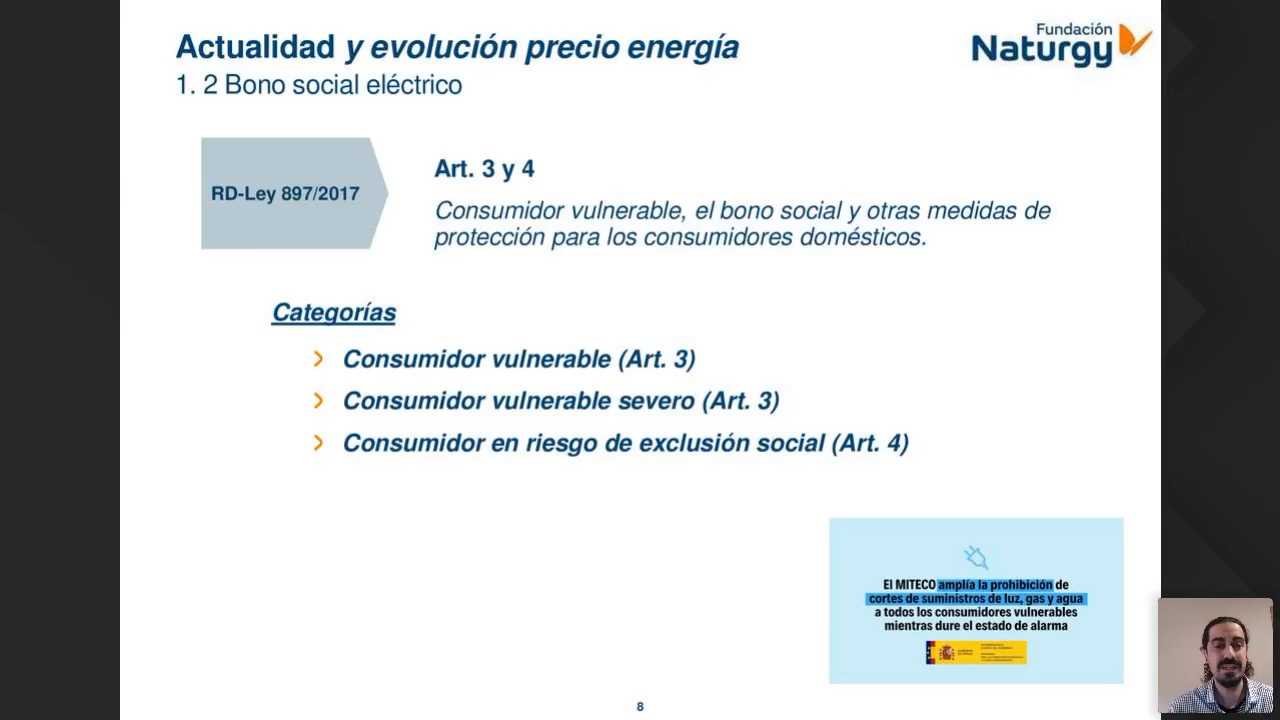 Actualidad y evolución precio energía
1. 2 Bono social eléctrico
Fundación
Naturgy
RD-Ley 897/2017
Art. 3 y 4
Consumidor vulnerable, el bono social y otras medidas de
protección para los consumidores domésticos.
Categorías
Consumidor vulnerable (Art. 3)
Consumidor vulnerable severo (Art. 3)
Consumidor en riesgo de exclusión social (Art. 4)
El MITECO amplía la prohibición de
cortes de suministros de luz, gas y agua
a todos los consumidores vulnerables
mientras dure el estado de alarma
8